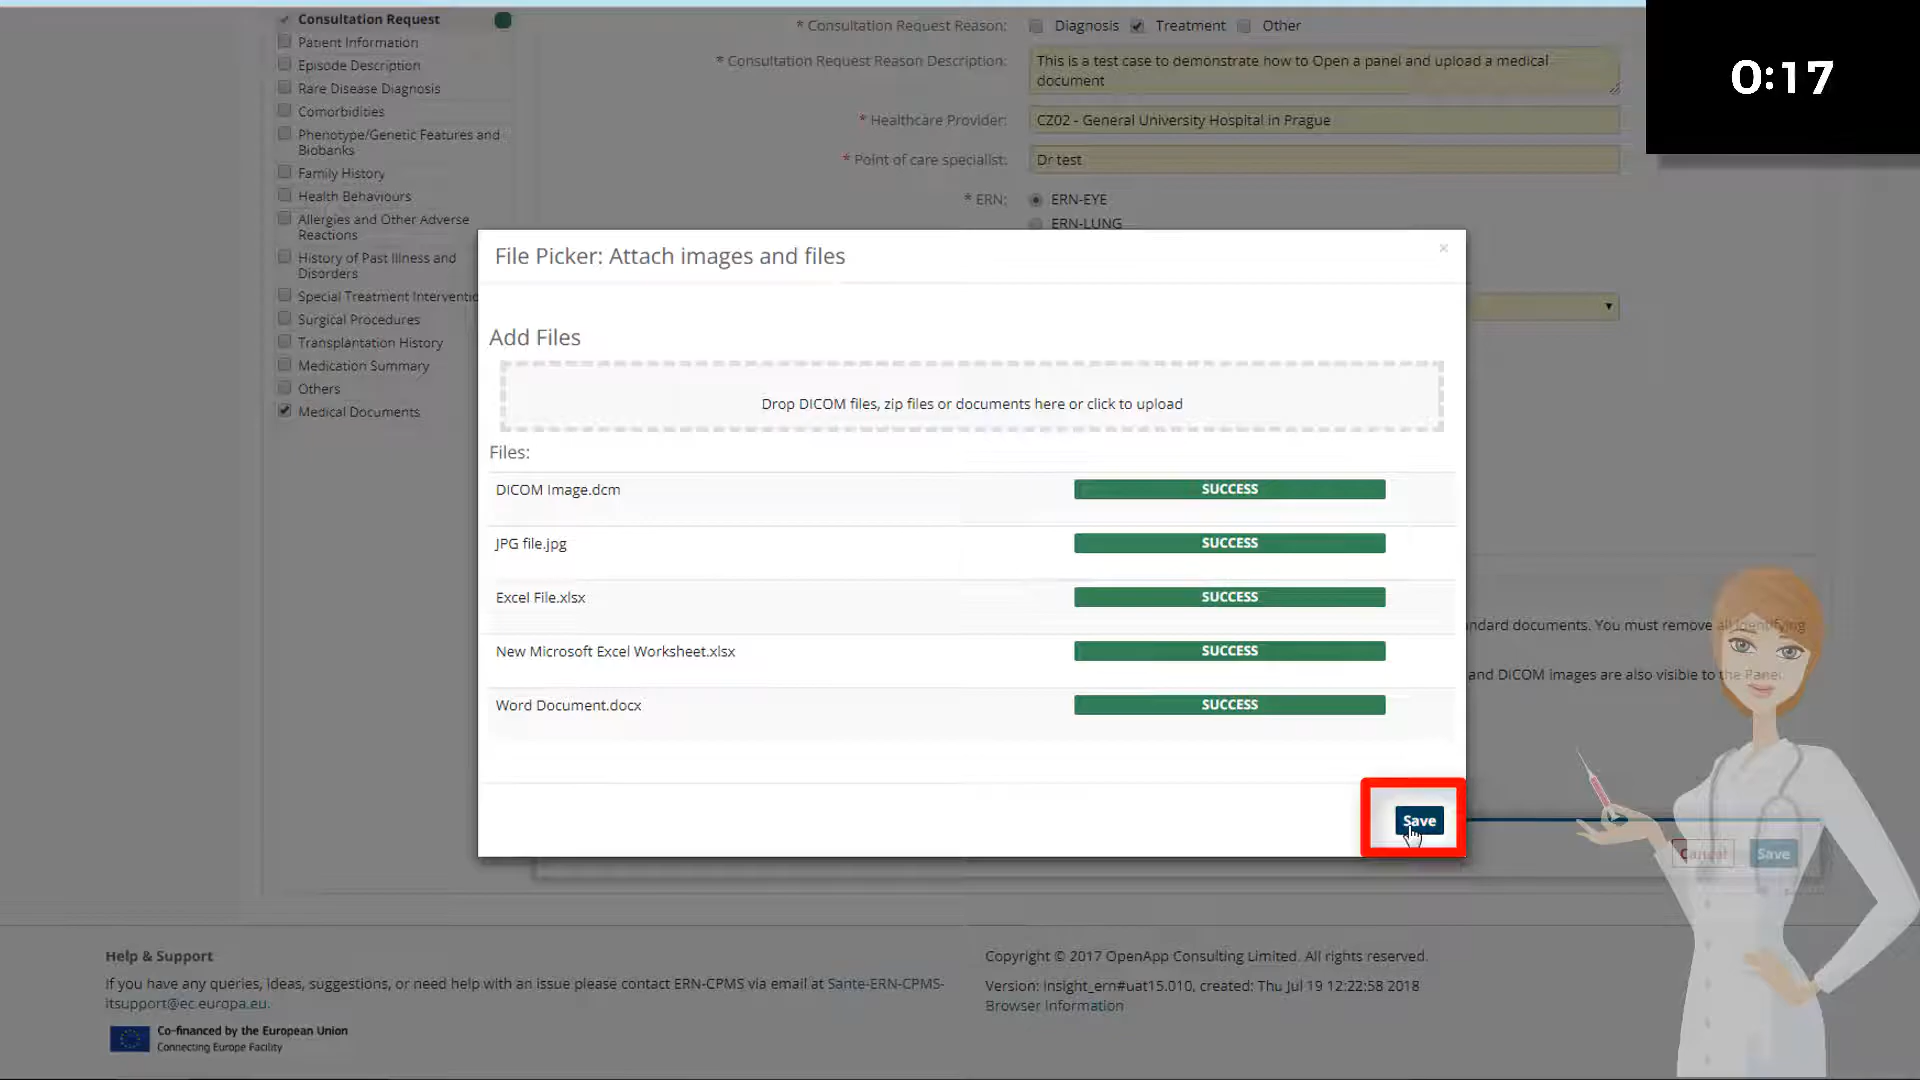 Consultation Request
Patient Information
Episode Description
Rare Disease Diagnosis
Comorbidities
Phenotype/Genetic Features and
Biobanks
Family History
Health Behaviours
Allergies and Other Adverse
Reactions
History of Past Illness and
Disorders
Special Treatment Interventio
Surgical Procedures
Transplantation History
Medication Summary
Others
Medical Documents
* Consultation Request Reason: Diagnosis Treatment Other
* Consultation Request Reason Description: This is a test case to demonstrate how to Open a panel and upload a medical
document
* Healthcare Provider: CZ02 - General University Hospital in Prague
* Point of care specialist: Dr test
* ERN: ERN-EYE
ERN-LUNG
0:17
File Picker: Attach images and files
×
Add Files
Drop DICOM files, zip files or documents here or click to upload
Files:
DICOM Image.dcm SUCCESS
JPG file.jpg SUCCESS
Excel File.xlsx SUCCESS
New Microsoft Excel Worksheet.xlsx SUCCESS
Word Document.docx SUCCESS
Save
ndard documents. You must remove all identifying
and DICOM images are also visible to the Panel
Cancel Save
Help & Support
If you have any queries, ideas, suggestions, or need help with an issue please contact ERN-CPMS via email at Sante-ERN-CPMS-
itsupport@ec.europa.eu.
Co-financed by the European Union
Connecting Europe Facility
Copyright © 2017 OpenApp Consulting Limited. All rights reserved.
Version: insight_ern#uat15.010, created: Thu Jul 19 12:22:58 2018
Browser Information